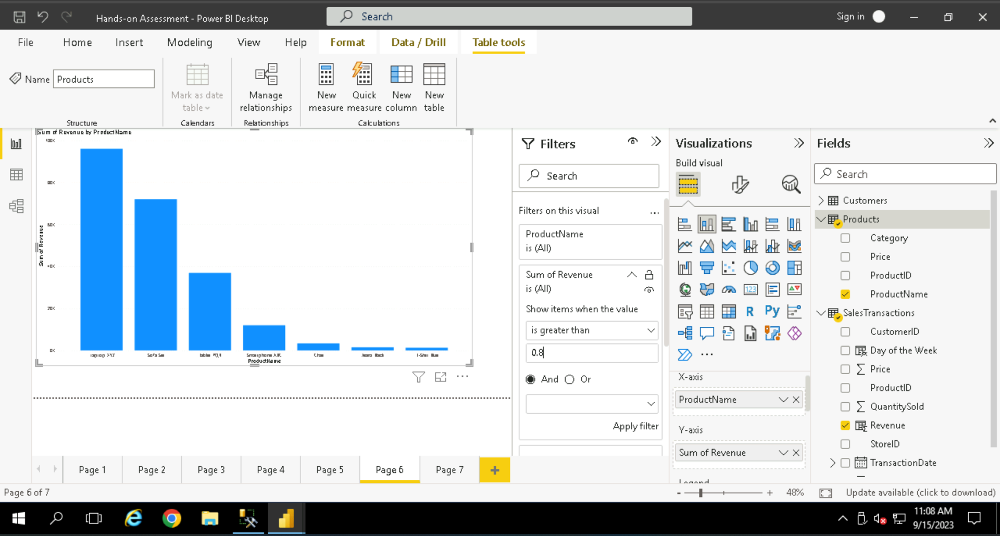 Hands-on Assessment - Power BI Desktop
Search
Sign in
File
Home
Insert
Modeling
View
Help
Format
Data / Drill
Table tools
Name
Products
Mark as date
table
Manage
relationships
New
measure
Quick
measure
New
column
New
table
Structure
Calendars
Relationships
Calculations
Sum of Revenue by ProductName
Sum of Revenue
100K
80K
60K
40K
20K
0K
Laptop XYZ
Sofa Set
Tablet PQR
Smartphone ABC
Chair
T-Shirt Blue
ProductName
Filters
Search
Filters on this visual
...
ProductName
is (All)
Sum of Revenue
is (All)
Show items when the value
is greater than
0.8
And
Or
Apply filter
Visualizations
Build visual
123
R
Py
...
X-axis
ProductName
Y-axis
Sum of Revenue
Legend
Fields
Search
Customers
Products
Category
Price
ProductID
ProductName
SalesTransactions
CustomerID
Day of the Week
Price
ProductID
QuantitySold
Revenue
StoreID
TransactionDate
Page 1
Page 2
Page 3
Page 4
Page 5
Page 6
Page 7
+
Page 6 of 7
-
+
48%
Update available (click to download)
11:08 AM
9/15/2023